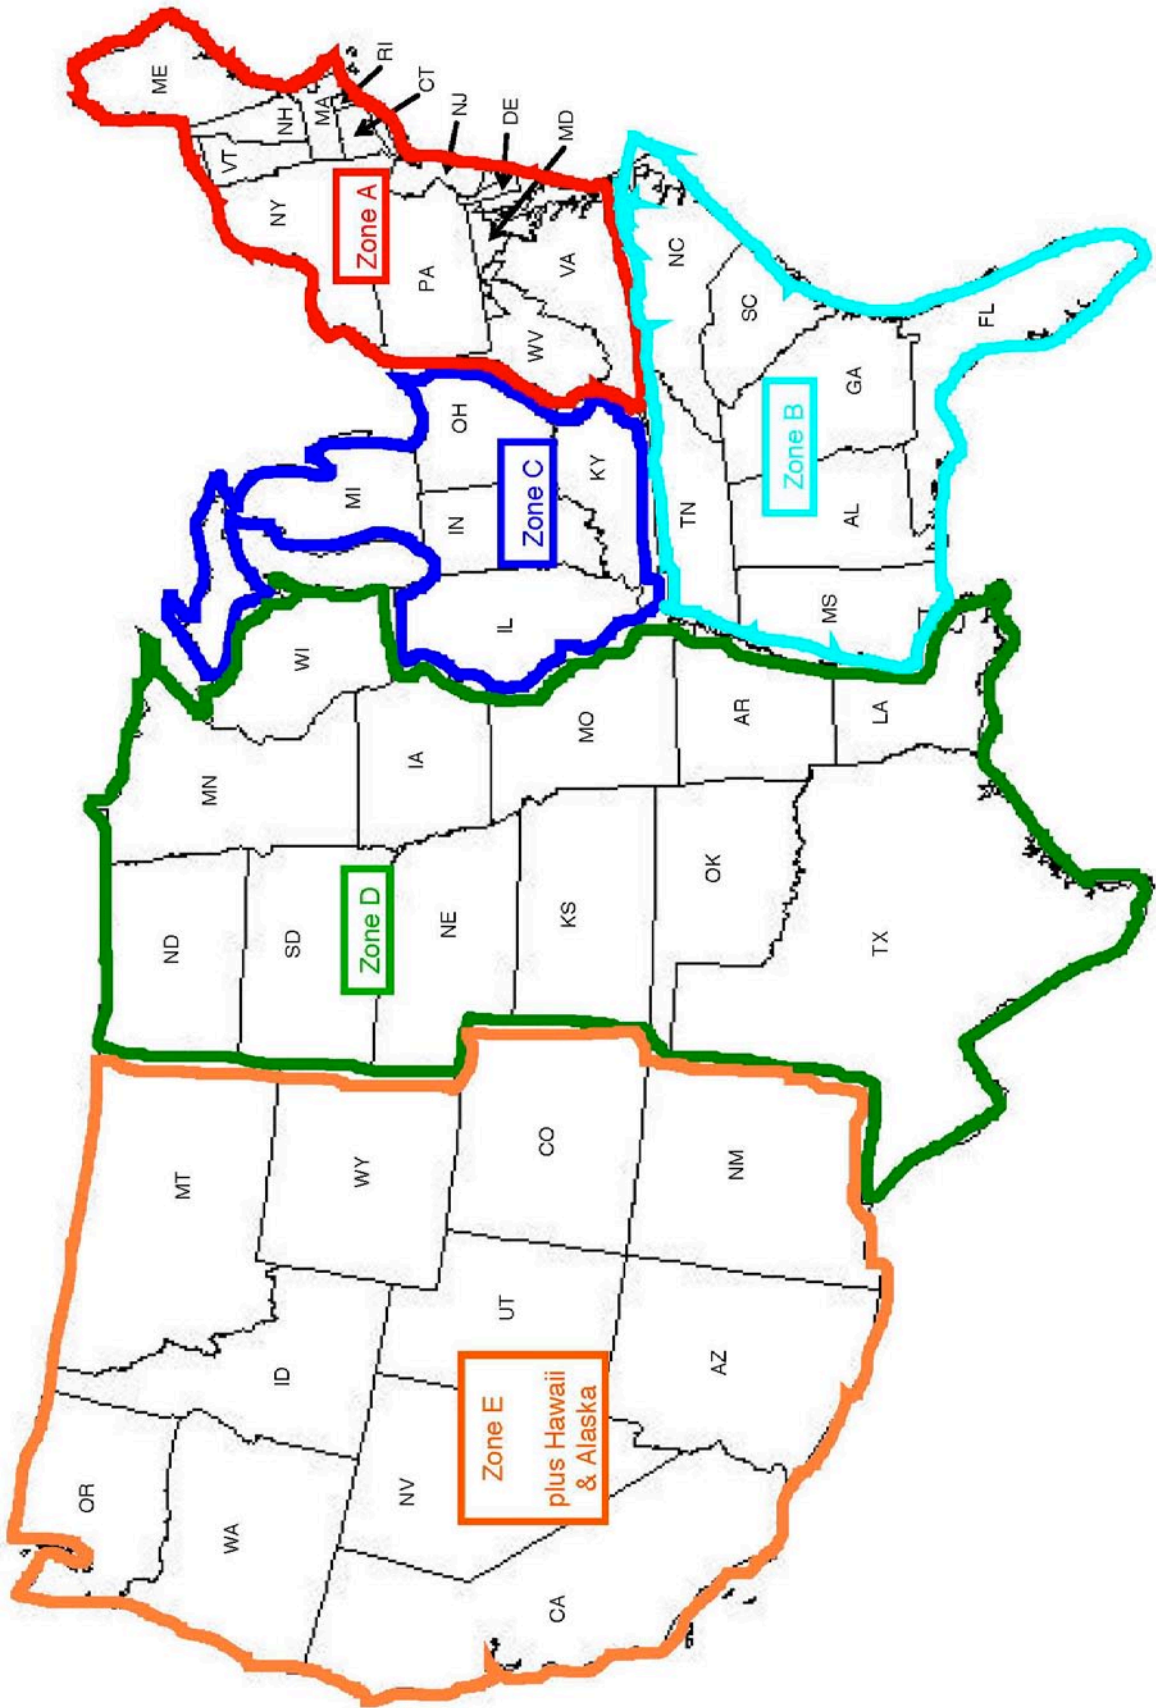 ME
VT
NH
MA
RI
CT
NY
Zone A
NJ
PA
DE
MD
WV
VA
OH
MI
IN
Zone C
KY
IL
NC
SC
TN
Zone B
GA
AL
MS
FL
WI
MN
IA
MO
AR
LA
ND
SD
Zone D
NE
KS
OK
TX
MT
WY
CO
NM
ID
UT
AZ
OR
WA
NV
Zone E
plus Hawaii
& Alaska
CA